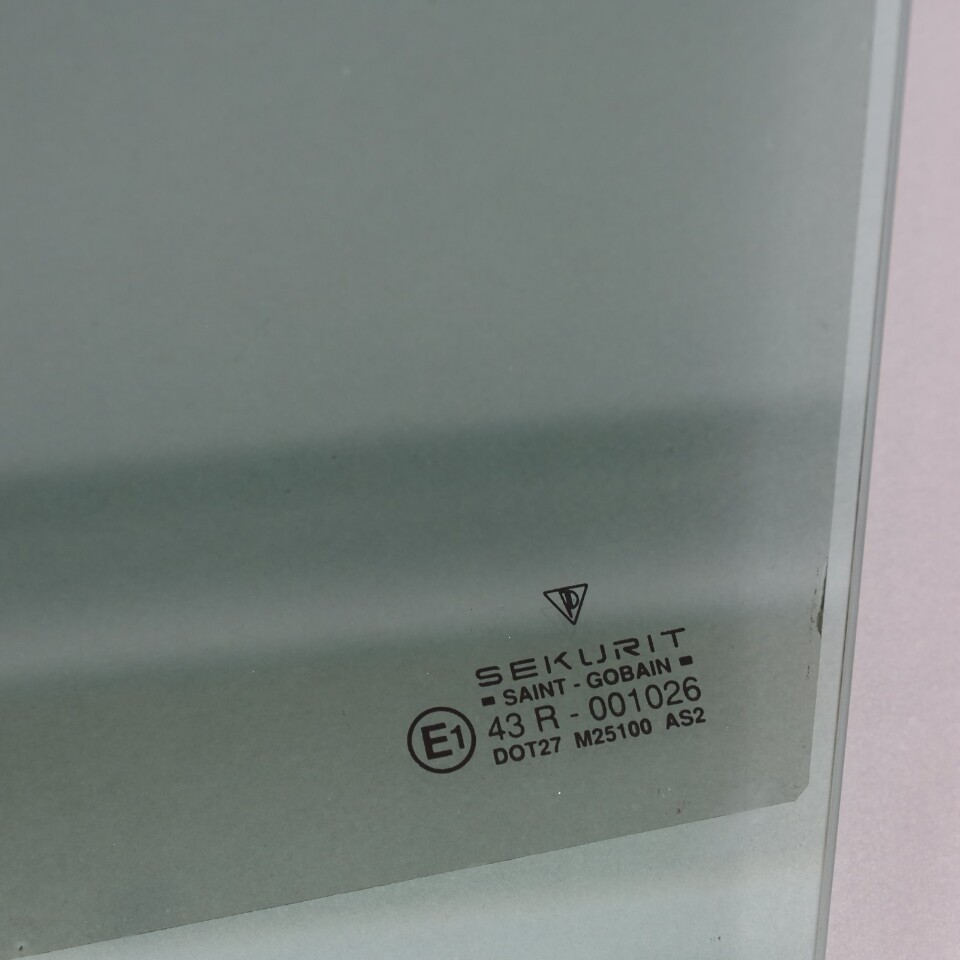 SEKURIT
SAINT - GOBAIN
E1
43 R - 001026
DOT27 M25100 AS2